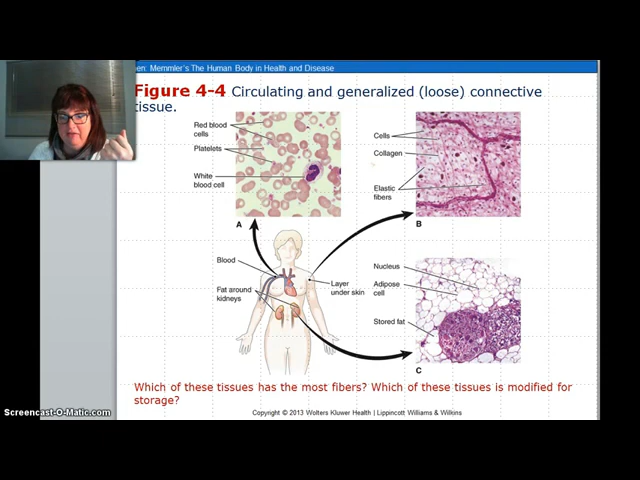 en: Memmler's The Human Body in Health and Disease
Figure 4-4 Circulating and generalized (loose) connective
tissue.
Red blood
cells
Platelets
White
blood cell
A
Cells
Collagen
Elastic
fibers
B
Blood
Fat around
kidneys
Layer
under skin
Nucleus
Adipose
cell
Stored fat
C
Which of these tissues has the most fibers? Which of these tissues is modified for
storage?
Copyright © 2013 Wolters Kluwer Health | Lippincott Williams & Wilkins
Screencast-O-Matic.com